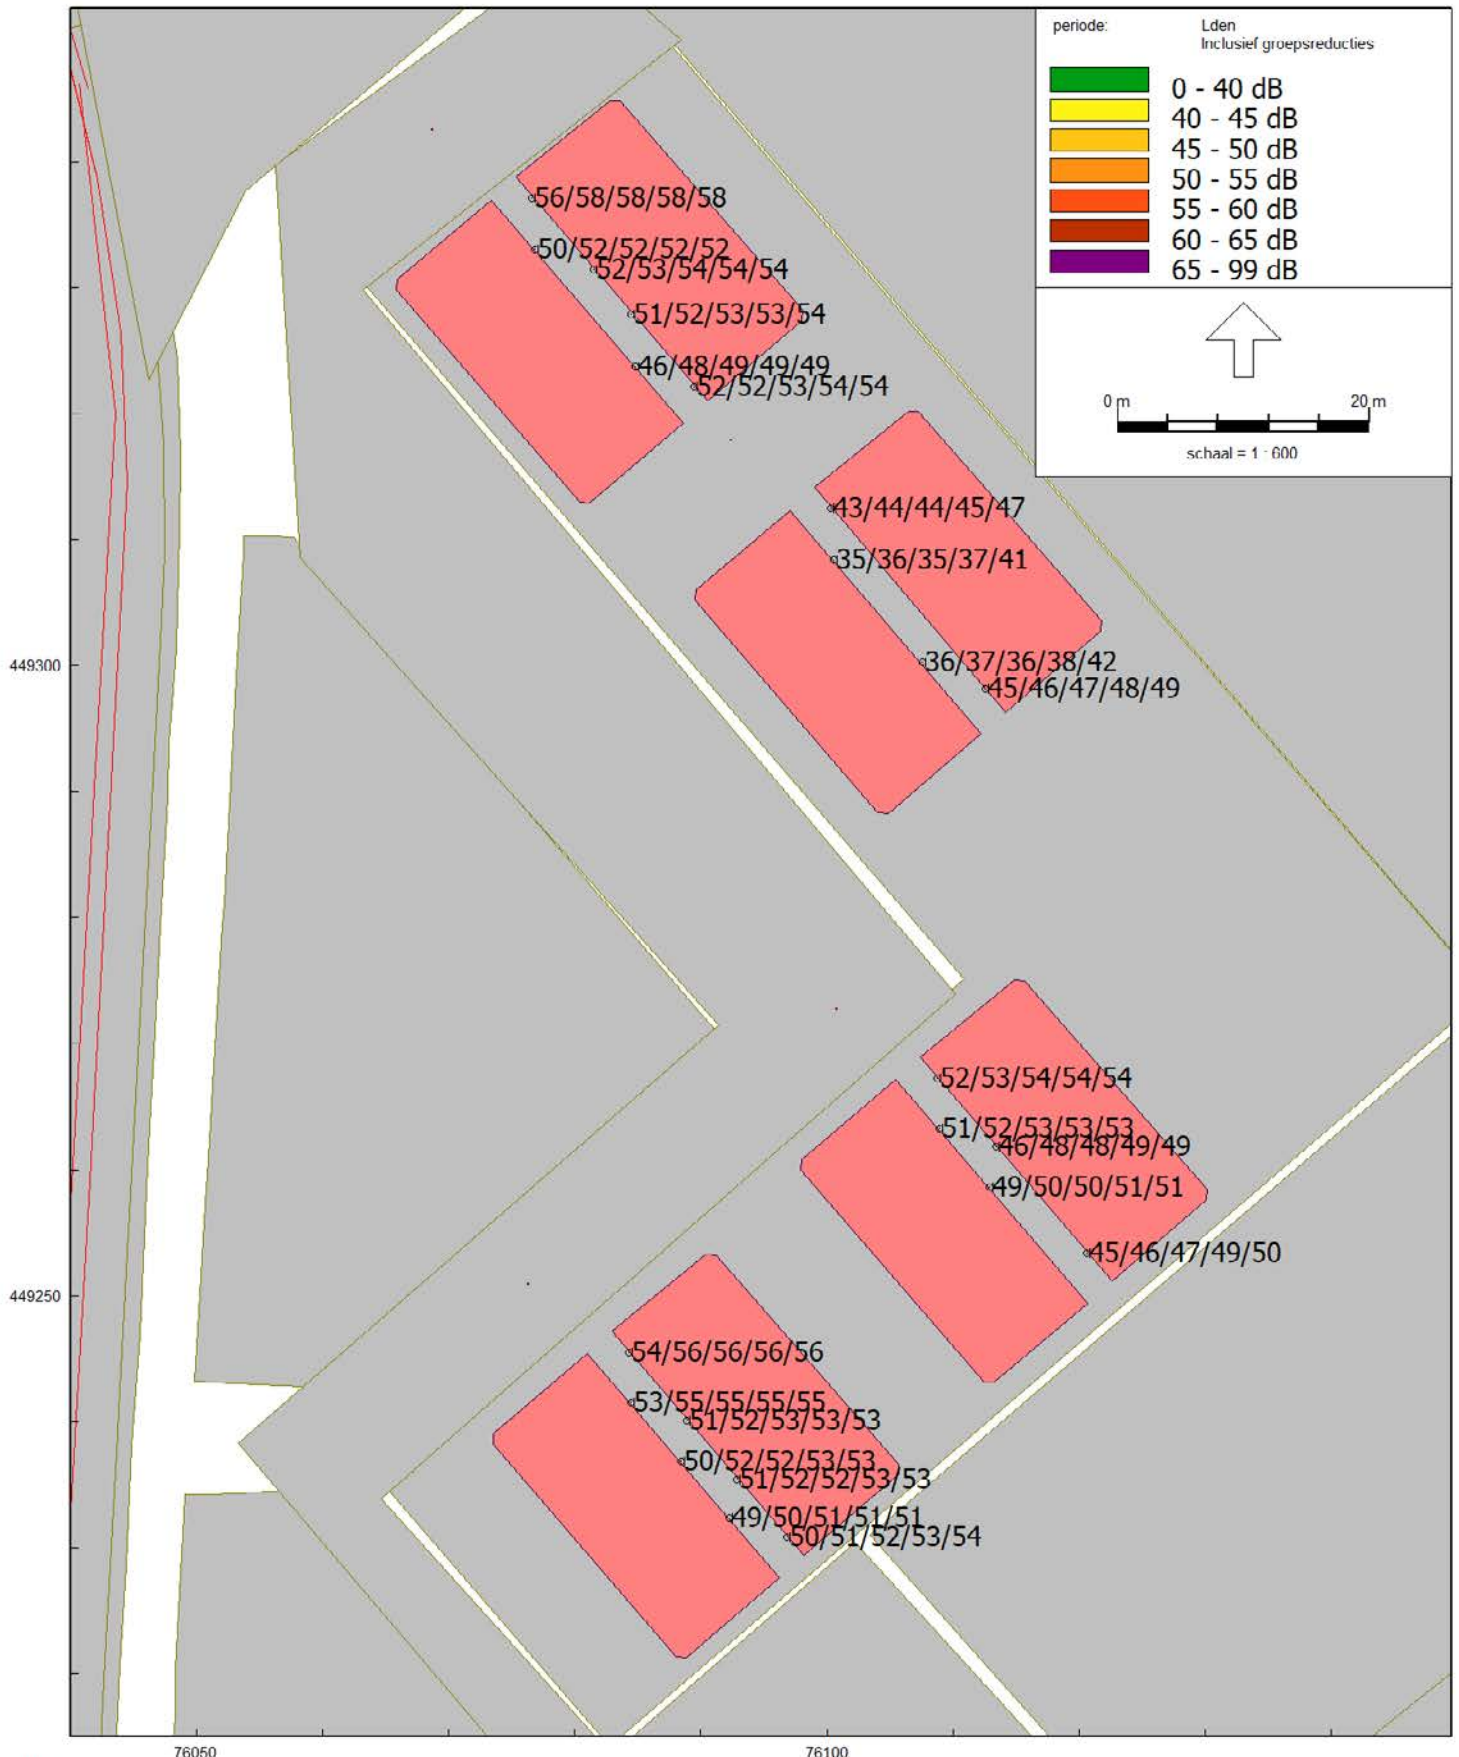 periode: Lden
Inclusief groepsreducties
0 - 40 dB
40 - 45 dB
45 - 50 dB
50 - 55 dB
55 - 60 dB
60 - 65 dB
65 - 99 dB
0 m 20 m
schaal = 1 : 600
56/58/58/58/58
50/52/52/52/52
52/53/54/54/54
51/52/53/53/54
46/48/49/49/49
52/52/53/54/54
43/44/44/45/47
35/36/35/37/41
36/37/36/38/42
449300
45/46/47/48/49
52/53/54/54/54
51/52/53/53/53
46/48/48/49/49
49/50/50/51/51
45/46/47/49/50
449250
54/56/56/56/56
53/55/55/55/55
51/52/53/53/53
50/52/52/53/53
51/52/52/53/53
49/50/51/51/51
50/51/52/53/54
76050 76100